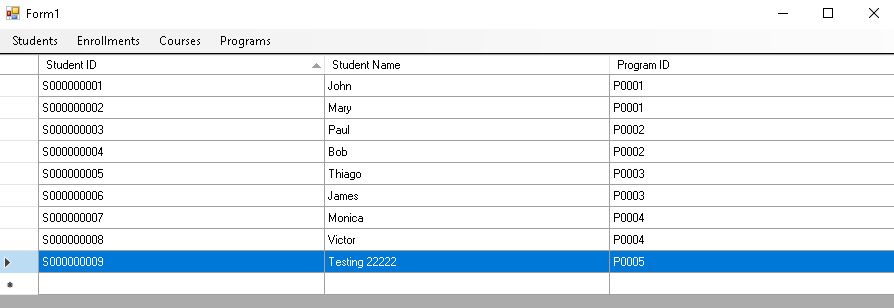 Form1
Students Enrollments Courses Programs
Student ID Student Name Program ID
S000000001 John P0001
S000000002 Mary P0001
S000000003 Paul P0002
S000000004 Bob P0002
S000000005 Thiago P0003
S000000006 James P0003
S000000007 Monica P0004
S000000008 Victor P0004
S000000009 Testing 22222 P0005